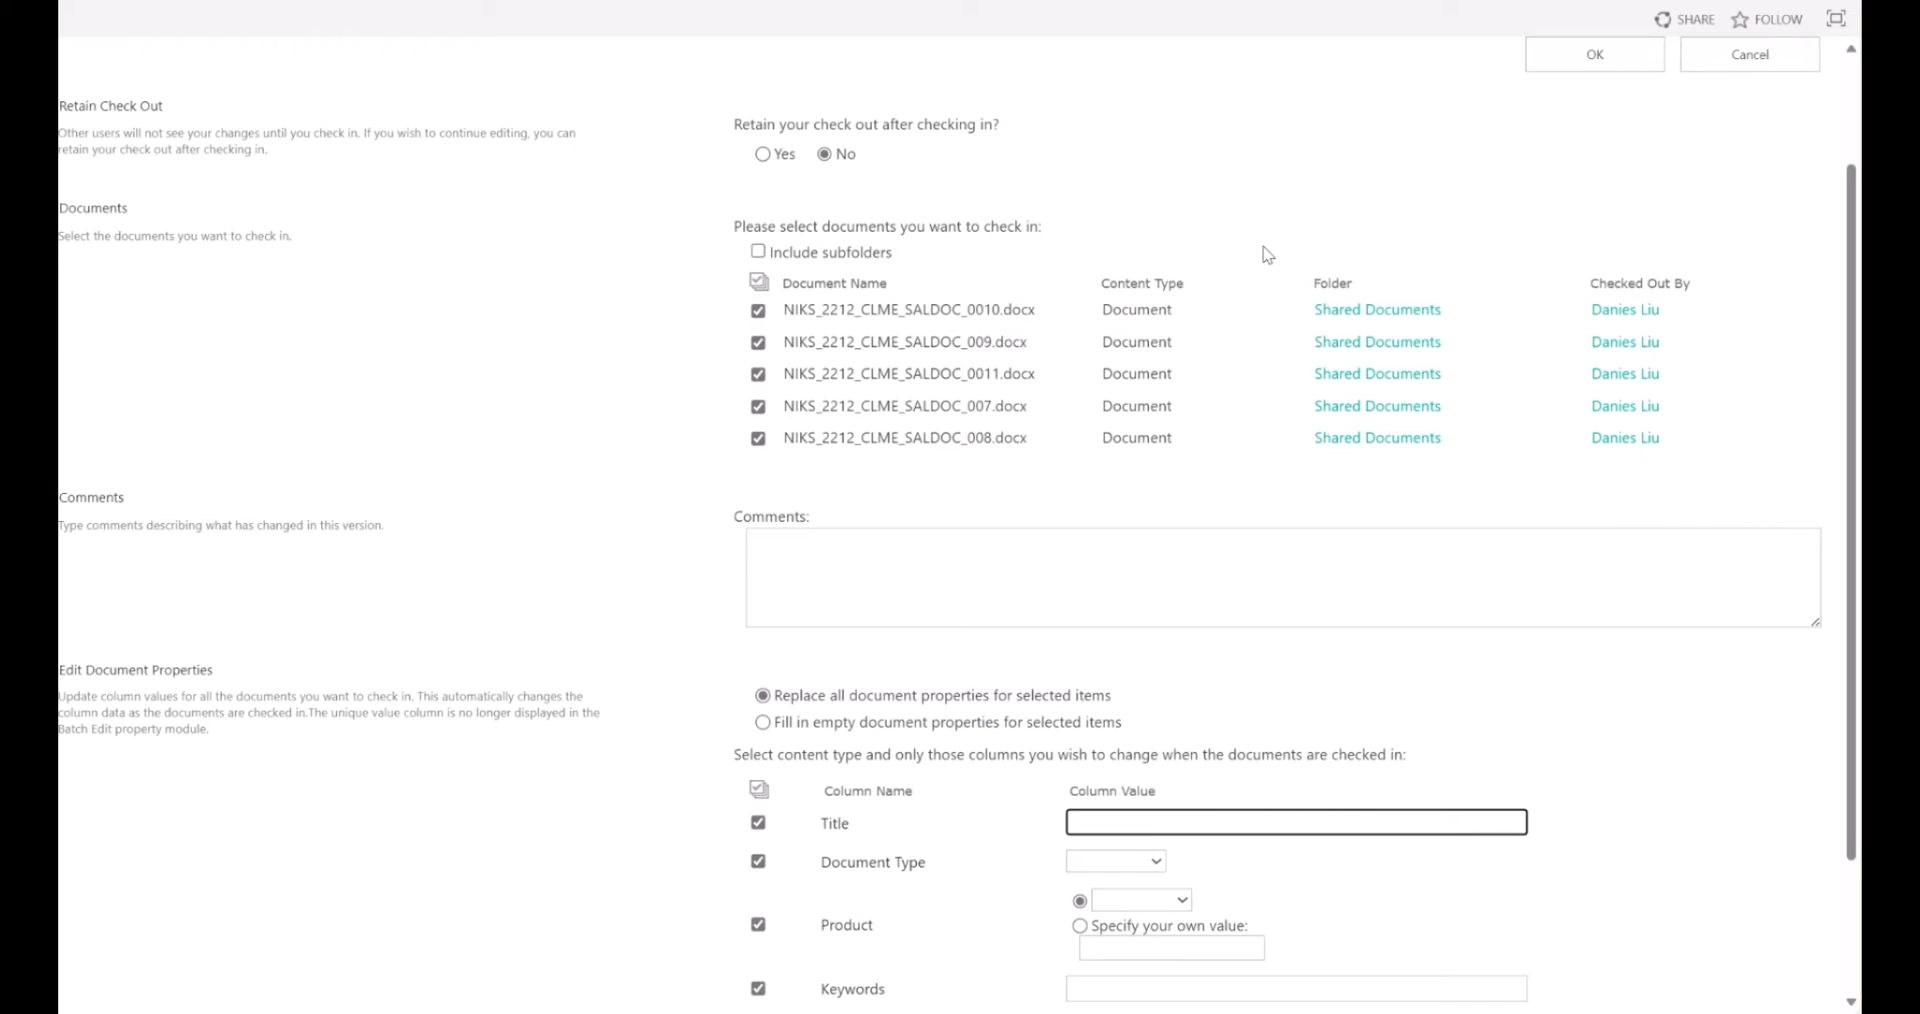 SHARE FOLLOW
OK Cancel
Retain Check Out
Other users will not see your changes until you check in. If you wish to continue editing, you can
retain your check out after checking in.
Retain your check out after checking in?
Yes No
Documents
Select the documents you want to check in.
Please select documents you want to check in:
Include subfolders
Document Name Content Type Folder Checked Out By
NIKS_2212_CLME_SALDOC_0010.docx Document Shared Documents Danies Liu
NIKS_2212_CLME_SALDOC_009.docx Document Shared Documents Danies Liu
NIKS_2212_CLME_SALDOC_0011.docx Document Shared Documents Danies Liu
NIKS_2212_CLME_SALDOC_007.docx Document Shared Documents Danies Liu
NIKS_2212_CLME_SALDOC_008.docx Document Shared Documents Danies Liu
Comments
Type comments describing what has changed in this version.
Comments:
Edit Document Properties
Update column values for all the documents you want to check in. This automatically changes the
column data as the documents are checked in.The unique value column is no longer displayed in the
Batch Edit property module.
Replace all document properties for selected items
Fill in empty document properties for selected items
Select content type and only those columns you wish to change when the documents are checked in:
Column Name Column Value
Title
Document Type
Product
Specify your own value:
Keywords